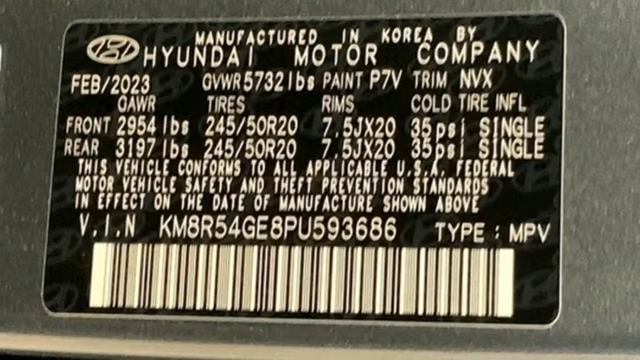 MANUFACTURED IN KOREA BY
HYUNDAI MOTOR COMPANY
FEB/2023 GVWR 5732 lbs PAINT P7V TRIM NVX
GAWR TIRES RIMS COLD TIRE INFL
FRONT 2954 lbs 245/50R20 7.5JX20 35psi SINGLE
REAR 3197 lbs 245/50R20 7.5JX20 35psi SINGLE
THIS VEHICLE CONFORMS TO ALL APPLICABLE U.S.A. FEDERAL
MOTOR VEHICLE SAFETY AND THEFT PREVENTION STANDARDS
IN EFFECT ON THE DATE OF MANUFACTURE SHOWN ABOVE
V.I.N KM8R54GE8PU593686 TYPE : MPV